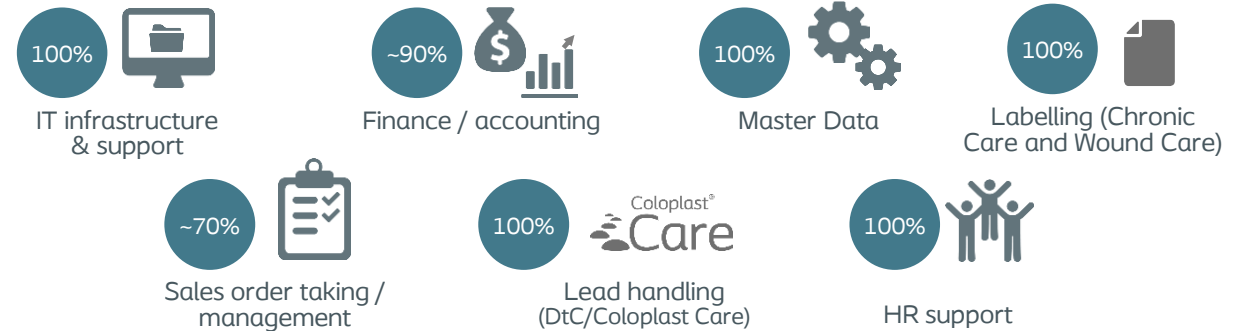 100%
IT infrastructure
& support
~90%
$
Finance / accounting
100%
Master Data
100%
Labelling (Chronic
Care and Wound Care)
~70%
Sales order taking /
management
100%
Coloplast®
Care
Lead handling
(DtC/Coloplast Care)
100%
HR support